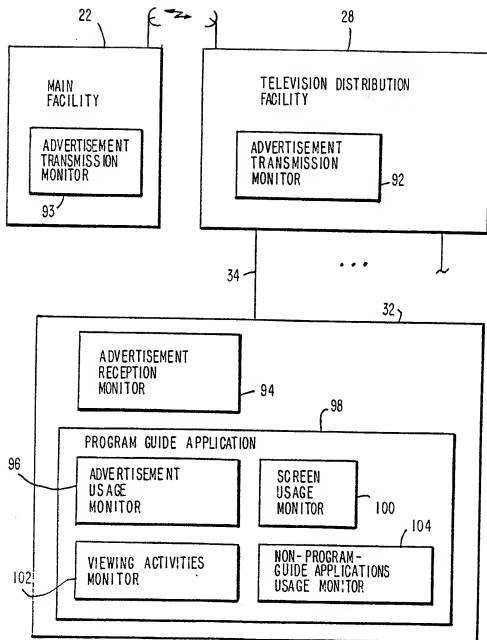 22
28
MAIN
FACILITY
ADVERTISEMENT
TRANSMISSION
MONITOR
93
TELEVISION DISTRIBUTION
FACILITY
ADVERTISEMENT
TRANSMISSION
MONITOR
92
34
...
32
ADVERTISEMENT
RECEPTION
MONITOR
94
98
PROGRAM GUIDE APPLICATION
96
ADVERTISEMENT
USAGE
MONITOR
SCREEN
USAGE
MONITOR
100
104
102
VIEWING ACTIVITIES
MONITOR
NON-PROGRAM-
GUIDE APPLICATIONS
USAGE MONITOR